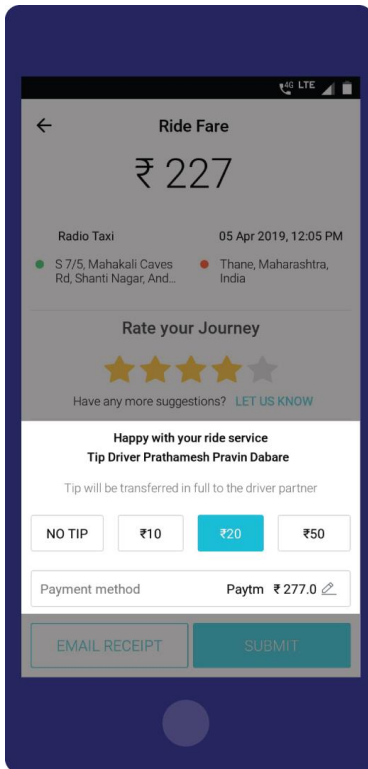 4G LTE
Ride Fare
₹ 227
Radio Taxi 05 Apr 2019, 12:05 PM
S 7/5, Mahakali Caves Thane, Maharashtra,
Rd, Shanti Nagar, And... India
Rate your Journey
Have any more suggestions? LET US KNOW
Happy with your ride service
Tip Driver Prathamesh Pravin Dabare
Tip will be transferred in full to the driver partner
NO TIP ₹10 ₹20 ₹50
Payment method Paytm ₹ 277.0
EMAIL RECEIPT SUBMIT